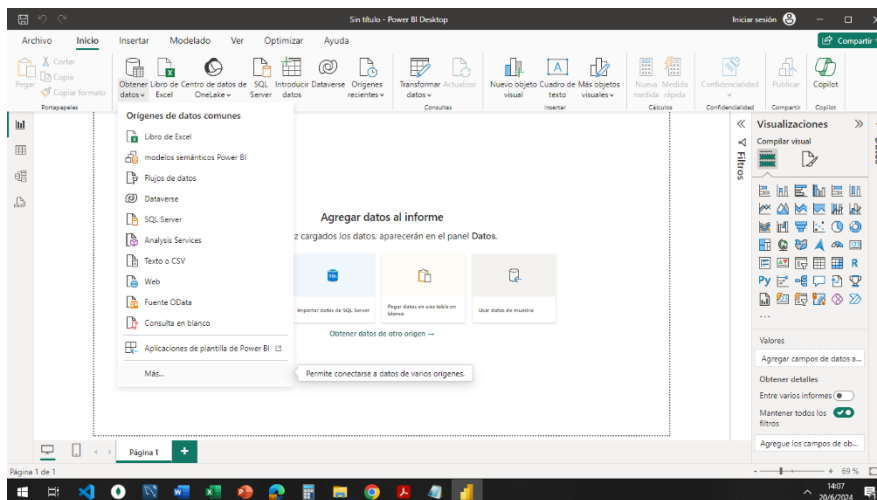 Sin título - Power BI Desktop
Iniciar sesión
Archivo Inicio Insertar Modelado Ver Optimizar Ayuda
Compartir
Pegar
Cortar
Copia
Copiar formato
Portapapeles
Obtener datos
Libro de Excel
Centro de datos de OneLake
SQL Server
Introducir datos
Dataverse
Orígenes recientes
Transformar datos
Actualizar
Consultas
Nuevo objeto visual
Cuadro de texto
Más objetos visuales
Insertar
Nueva medida
Medida rápida
Cálculos
Confidencialidad
Confidencialidad
Publicar
Compartir
Copilot
Copilot
Orígenes de datos comunes
Libro de Excel
modelos semánticos Power BI
Flujos de datos
Dataverse
SQL Server
Analysis Services
Texto o CSV
Web
Fuente OData
Consulta en blanco
Aplicaciones de plantilla de Power BI
Más...
Permite conectarse a datos de varios orígenes.
Agregar datos al informe
z cargados los datos, aparecerán en el panel Datos.
Importar datos de SQL Server
Pegar datos en una tabla en blanco
Usar datos de muestra
Obtener datos de otro origen →
Filtros
Visualizaciones
Compilar visual
R
Py
...
Valores
Agregar campos de datos a...
Obtener detalles
Entre varios informes
Mantener todos los filtros
Agregue los campos de ob...
Página 1
Página 1 de 1
69 %
14:07
20/6/2024